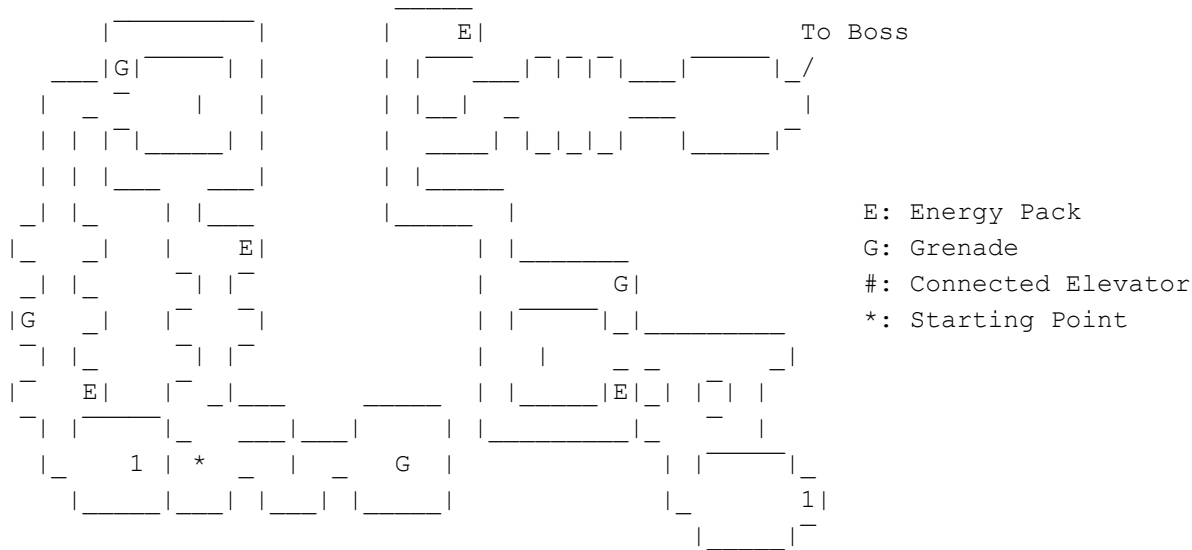 E To Boss
G
E: Energy Pack
E G: Grenade
G #: Connected Elevator
G *: Starting Point
E E
1 * G
1